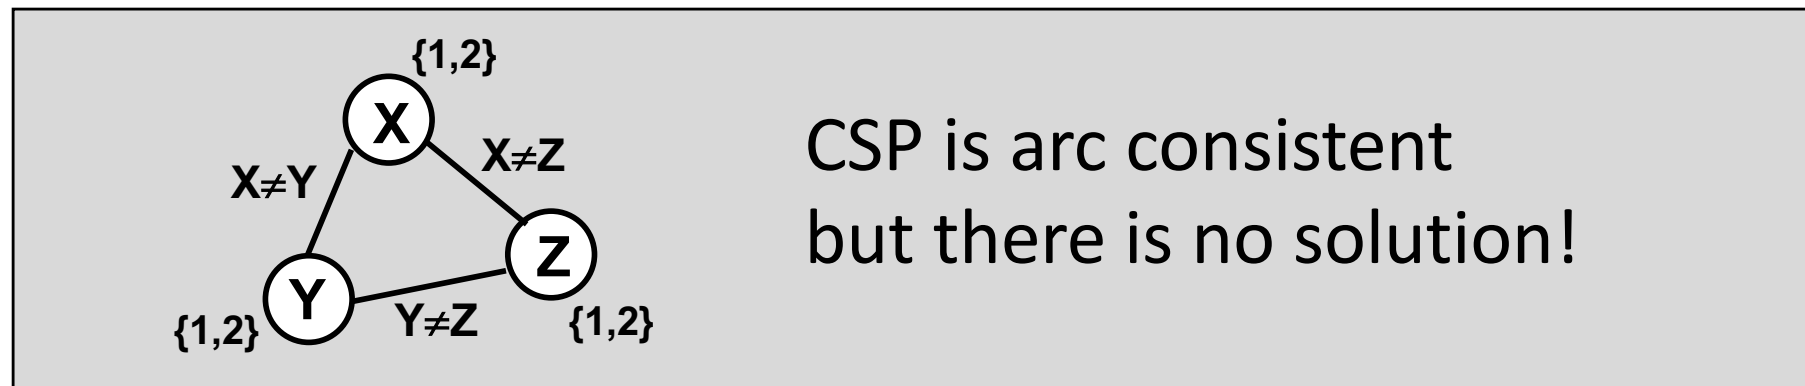 {1,2}
X
X≠Y
X≠Z
Y
Z
{1,2}
Y≠Z
{1,2}
CSP is arc consistent
but there is no solution!